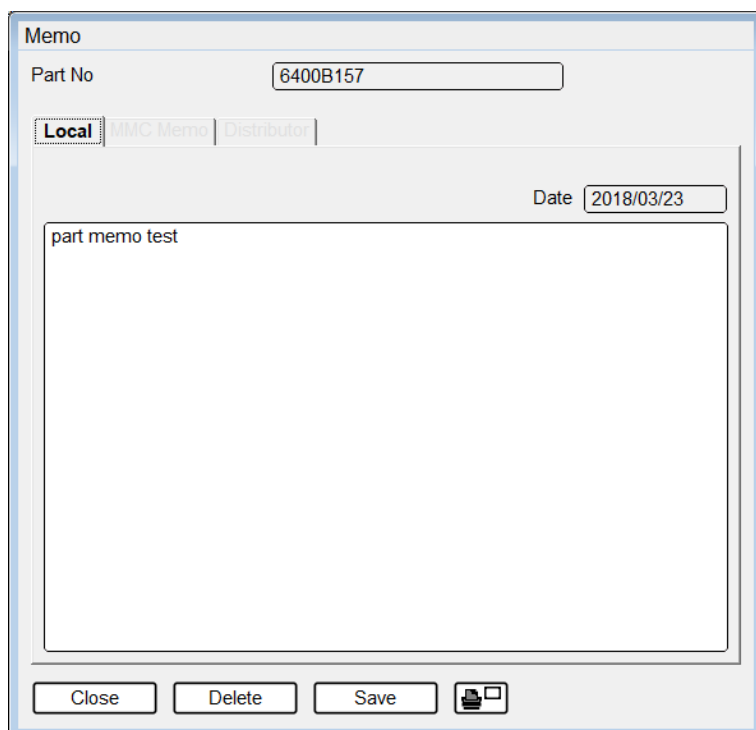 Memo
Part No 6400B157
Local MMC Memo Distributor
Date 2018/03/23
part memo test
Close Delete Save